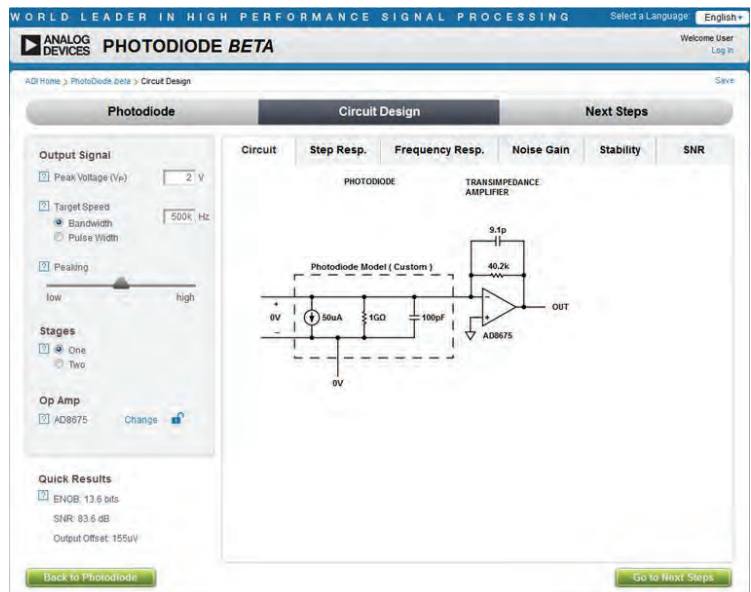 WORLD LEADER IN HIGH PERFORMANCE SIGNAL PROCESSING
Select a Language: English
ANALOG DEVICES
PHOTODIODE BETA
Welcome User
Log In
ADI Home > PhotoDiode beta > Circuit Design
Save
Photodiode
Circuit Design
Next Steps
Output Signal
? Peak Voltage (Vp) 2 V
? Target Speed
Bandwidth 500k Hz
Pulse Width
? Peaking
low high
Stages
? One
Two
Op Amp
? AD8675 Change
Quick Results
? ENOB: 13.6 bits
SNR: 83.6 dB
Output Offset: 155uV
Circuit Step Resp. Frequency Resp. Noise Gain Stability SNR
PHOTODIODE
TRANSIMPEDANCE
AMPLIFIER
9.1p
Photodiode Model ( Custom )
40.2k
+
0V
−
50uA
1GΩ
100pF
−
+
OUT
AD8675
0V
Back to Photodiode
Go to Next Steps